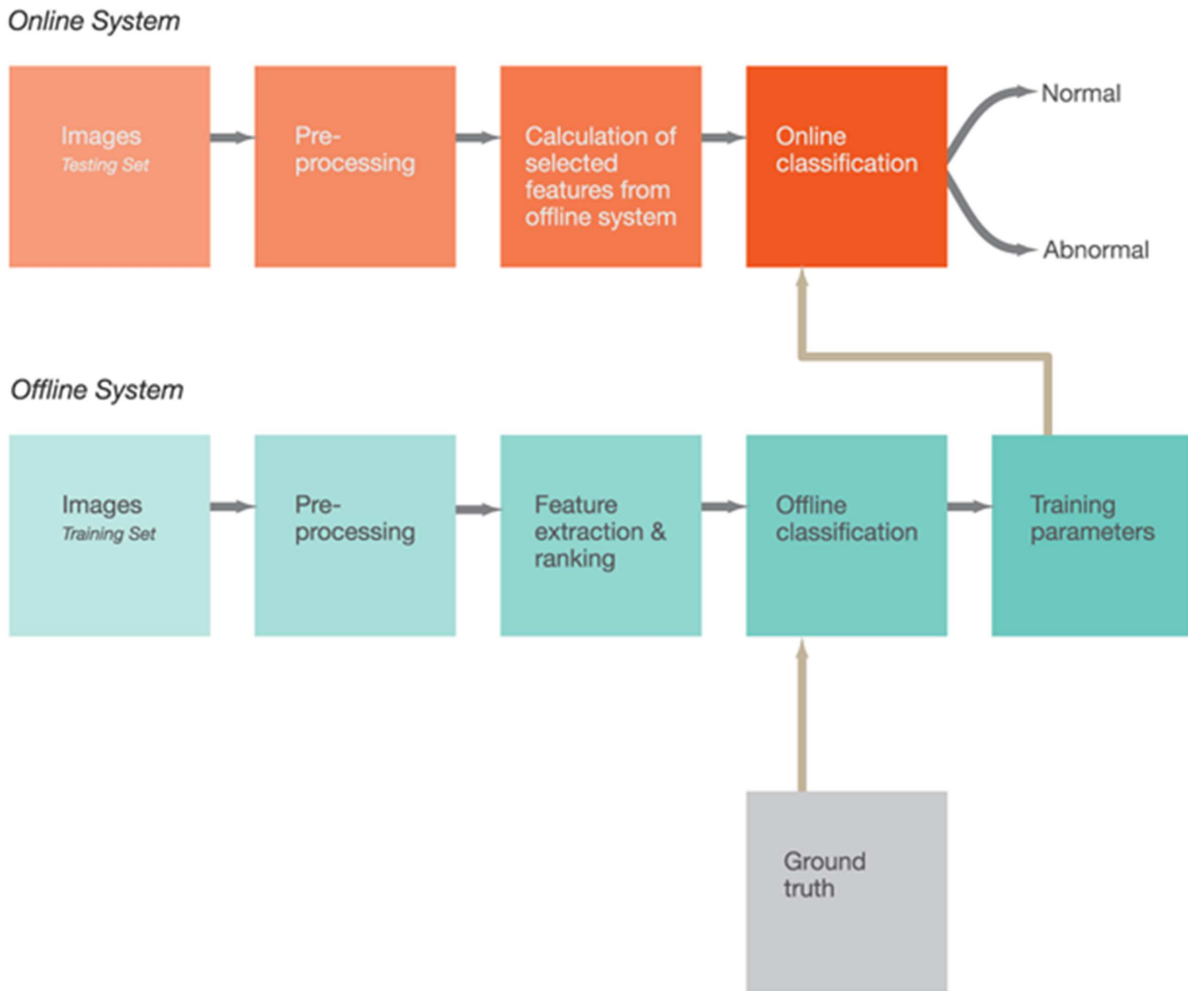 Online System
Images
Testing Set
Pre-
processing
Calculation of
selected
features from
offline system
Online
classification
Normal
Abnormal
Offline System
Images
Training Set
Pre-
processing
Feature
extraction &
ranking
Offline
classification
Training
parameters
Ground
truth